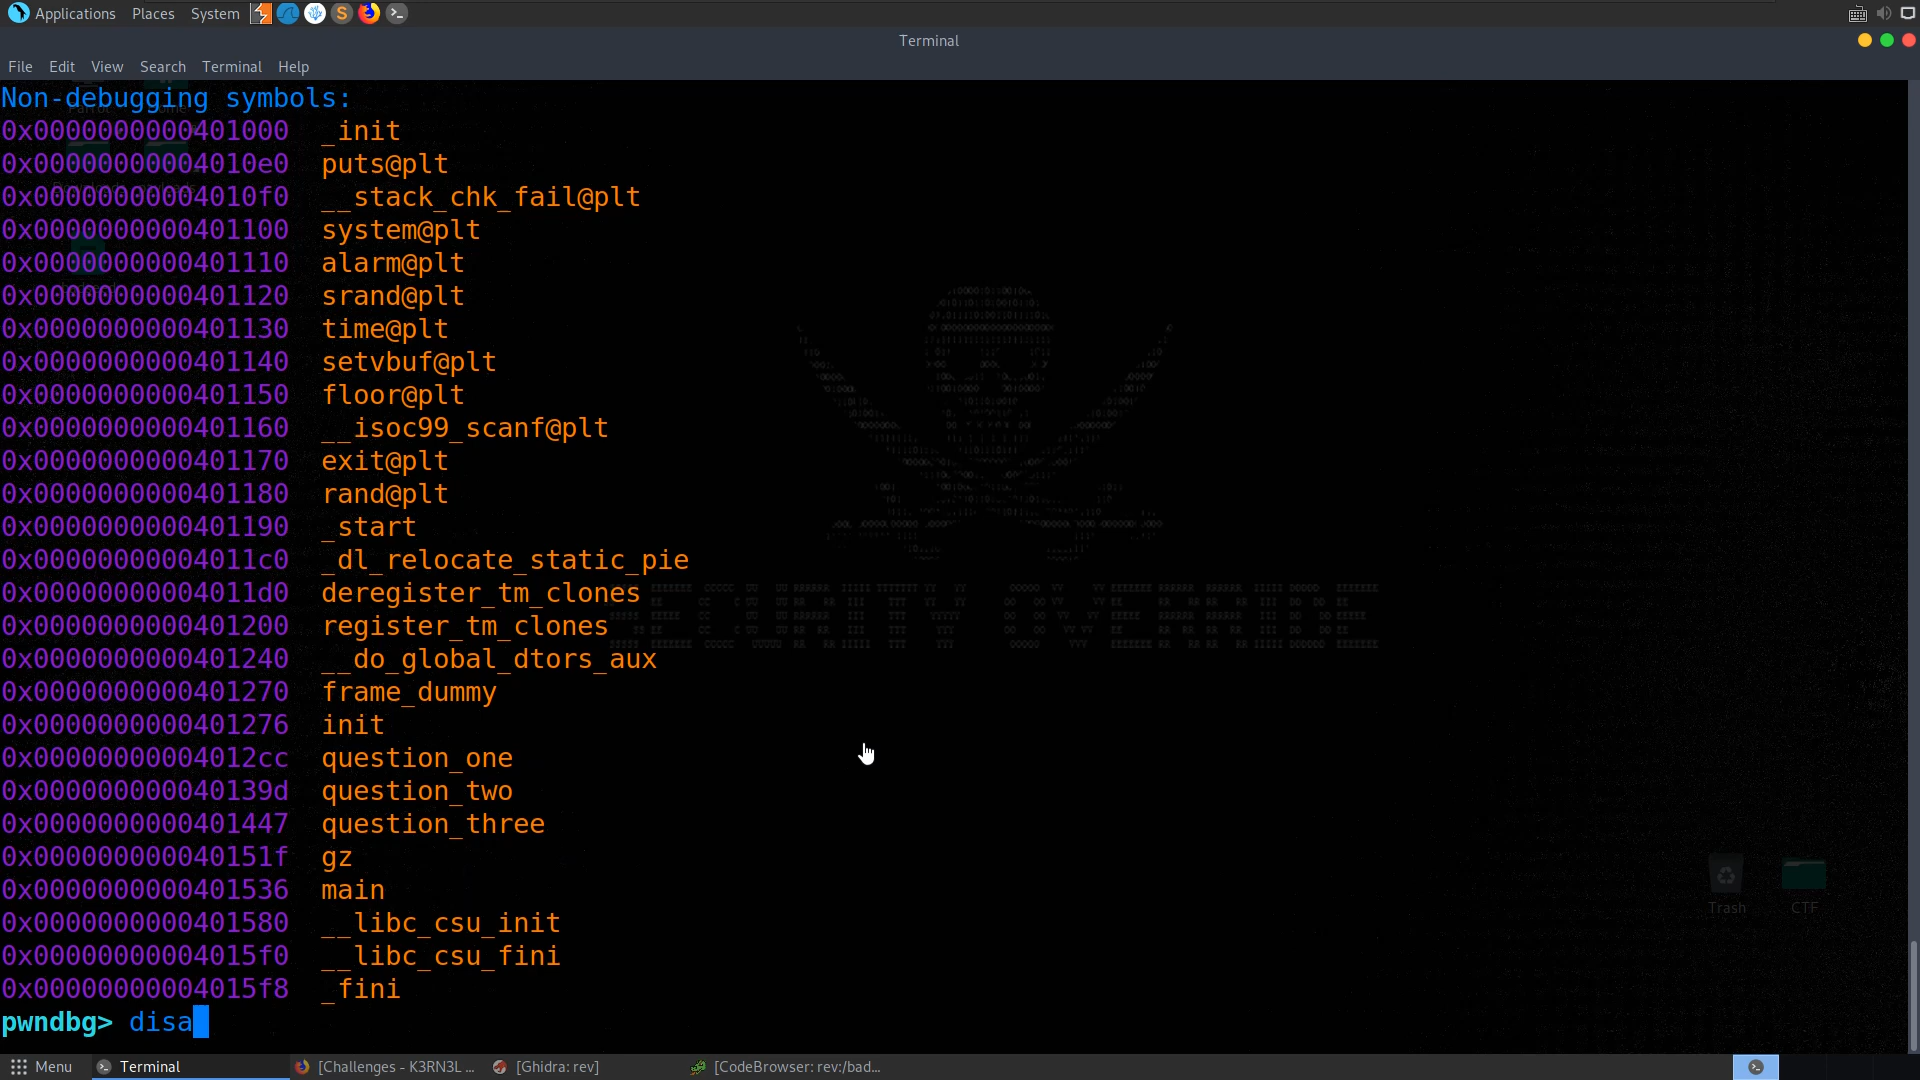 Applications Places System
Terminal
File Edit View Search Terminal Help
Non-debugging symbols:
0x0000000000401000 _init
0x00000000004010e0 puts@plt
0x00000000004010f0 __stack_chk_fail@plt
0x0000000000401100 system@plt
0x0000000000401110 alarm@plt
0x0000000000401120 srand@plt
0x0000000000401130 time@plt
0x0000000000401140 setvbuf@plt
0x0000000000401150 floor@plt
0x0000000000401160 __isoc99_scanf@plt
0x0000000000401170 exit@plt
0x0000000000401180 rand@plt
0x0000000000401190 _start
0x00000000004011c0 _dl_relocate_static_pie
0x00000000004011d0 deregister_tm_clones
0x0000000000401200 register_tm_clones
0x0000000000401240 __do_global_dtors_aux
0x0000000000401270 frame_dummy
0x0000000000401276 init
0x00000000004012cc question_one
0x000000000040139d question_two
0x0000000000401447 question_three
0x000000000040151f gz
0x0000000000401536 main
0x0000000000401580 __libc_csu_init
0x00000000004015f0 __libc_csu_fini
0x00000000004015f8 _fini
pwndbg> disa
Trash CTF
Menu Terminal [Challenges - K3RN3L ... [Ghidra: rev] [CodeBrowser: rev:/bad...